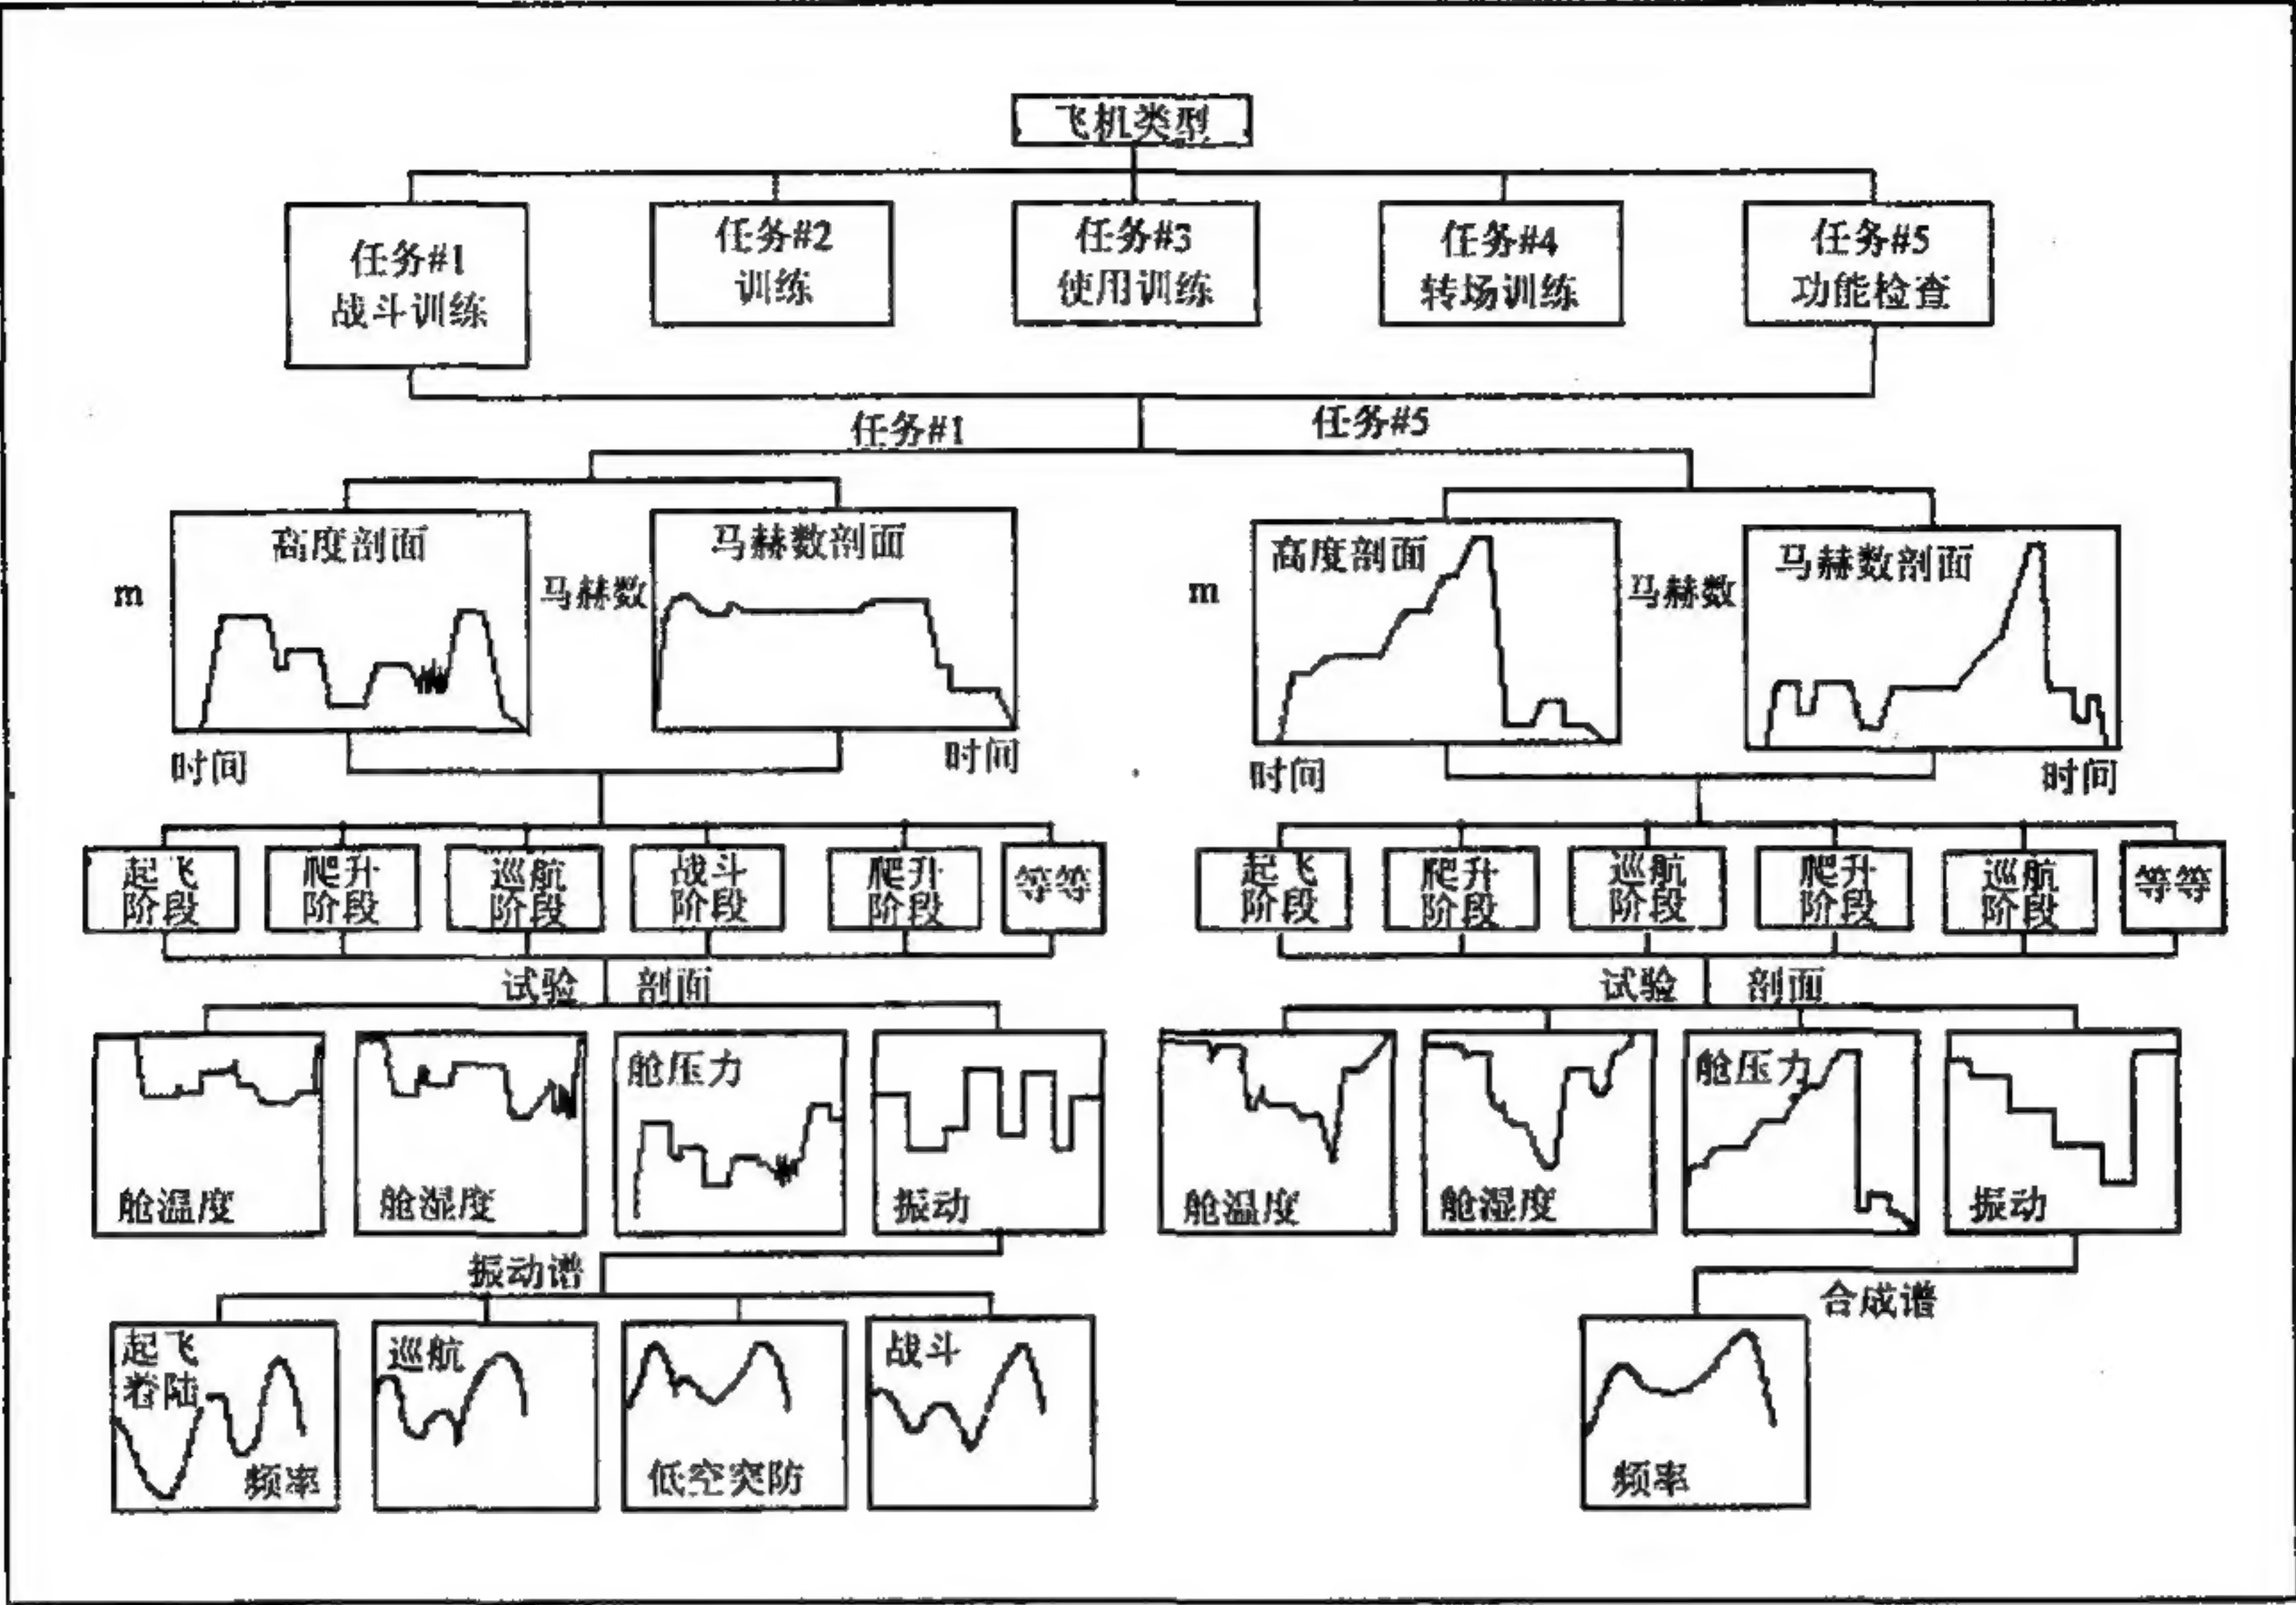 飞机类型
任务#1
战斗训练
任务#2
训练
任务#3
使用训练
任务#4
转场训练
任务#5
功能检查
任务#1
任务#5
高度剖面
m
时间
马赫数剖面
马赫数
时间
高度剖面
m
时间
马赫数剖面
马赫数
时间
起飞
阶段
爬升
阶段
巡航
阶段
战斗
阶段
爬升
阶段
等等
起飞
阶段
爬升
阶段
巡航
阶段
爬升
阶段
巡航
阶段
等等
试验 剖面
试验 剖面
舱温度
舱湿度
舱压力
振动
舱温度
舱湿度
舱压力
振动
振动谱
合成谱
起飞
着陆
频率
巡航
低空突防
战斗
频率